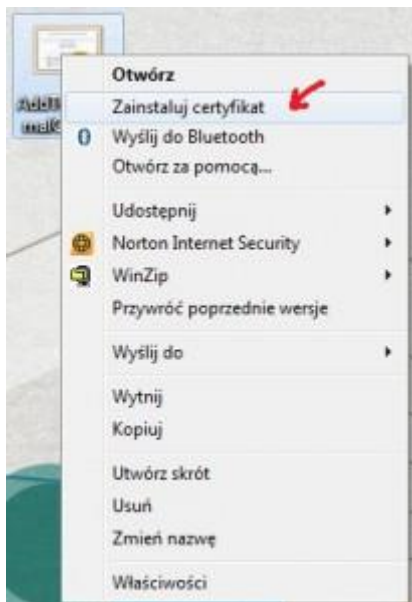 Otwórz
Zainstaluj certyfikat
Wyślij do Bluetooth
Otwórz za pomocą...
Udostępnij
Norton Internet Security
WinZip
Przywróć poprzednie wersje
Wyślij do
Wytnij
Kopiuj
Utwórz skrót
Usuń
Zmień nazwę
Właściwości